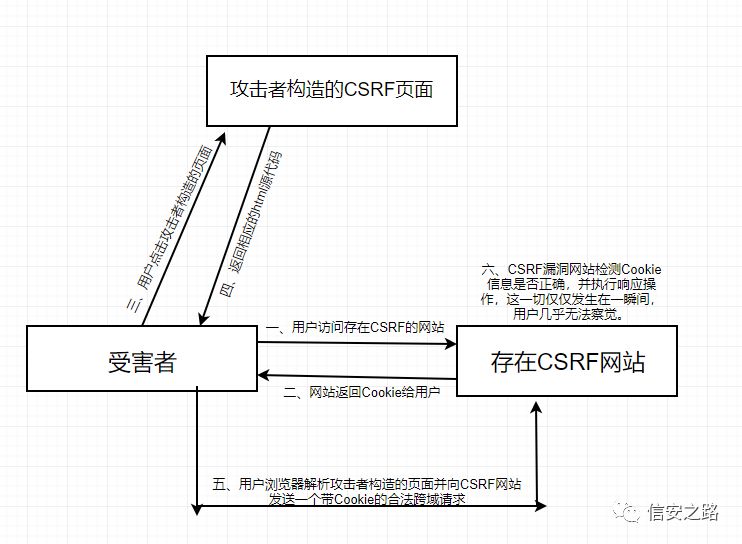 攻击者构造的CSRF页面
三、用户点击攻击者构造的页面
四、返回相应的html源代码
六、CSRF漏洞网站检测Cookie
信息是否正确，并执行响应操
作，这一切仅仅发生在一瞬间，
用户几乎无法察觉。
一、用户访问存在CSRF的网站
受害者
存在CSRF网站
二、网站返回Cookie给用户
五、用户浏览器解析攻击者构造的页面并向CSRF网站
发送一个带Cookie的合法跨域请求
信安之路